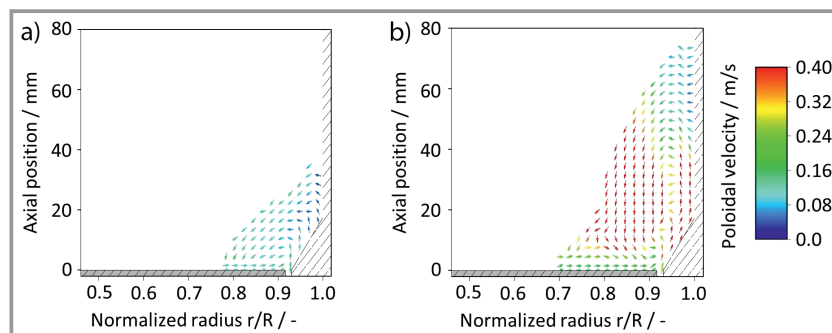 a)
80
60
40
20
0
Axial position / mm
0.5 0.6 0.7 0.8 0.9 1.0
Normalized radius r/R / -
b)
80
60
40
20
0
Axial position / mm
0.5 0.6 0.7 0.8 0.9 1.0
Normalized radius r/R / -
Poloidal velocity / m/s
0.40
0.32
0.24
0.16
0.08
0.0